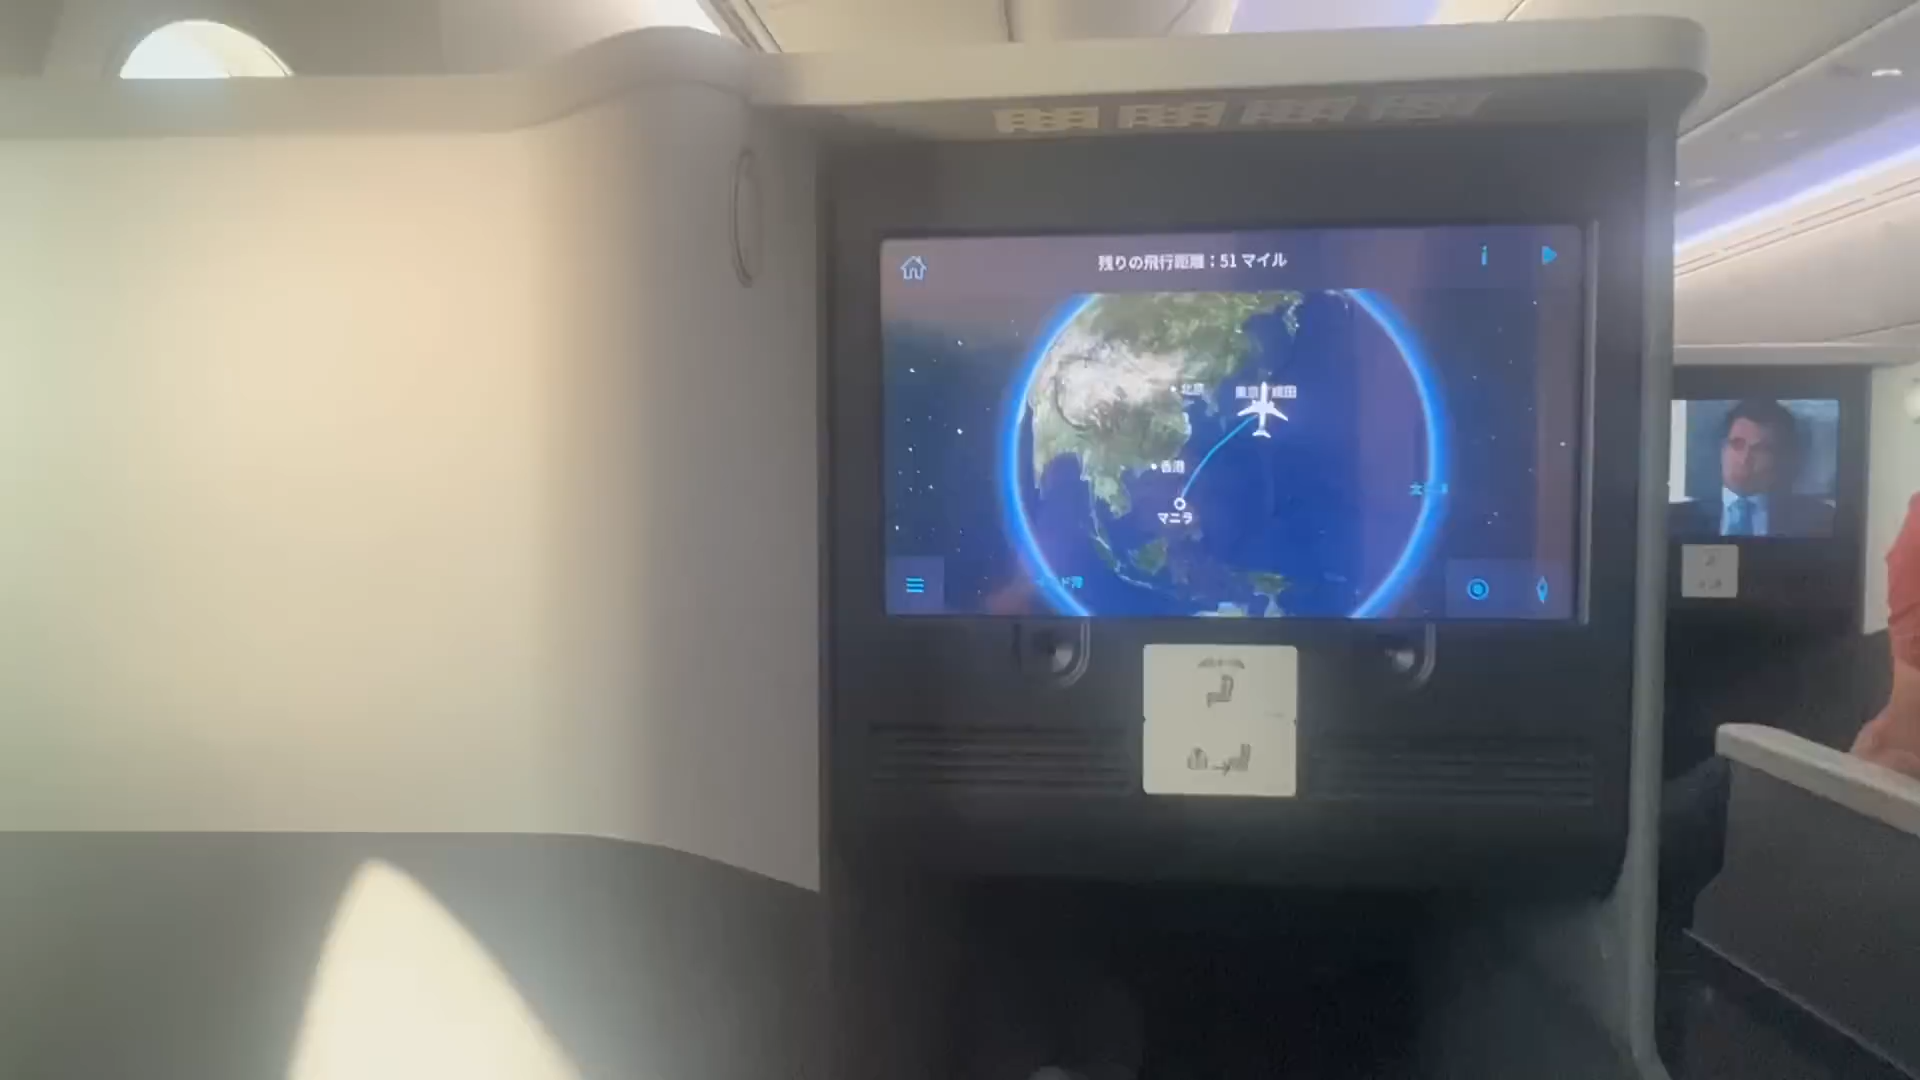 残りの飛行距離：51 マイル
北京
東京 成田
香港
マニラ